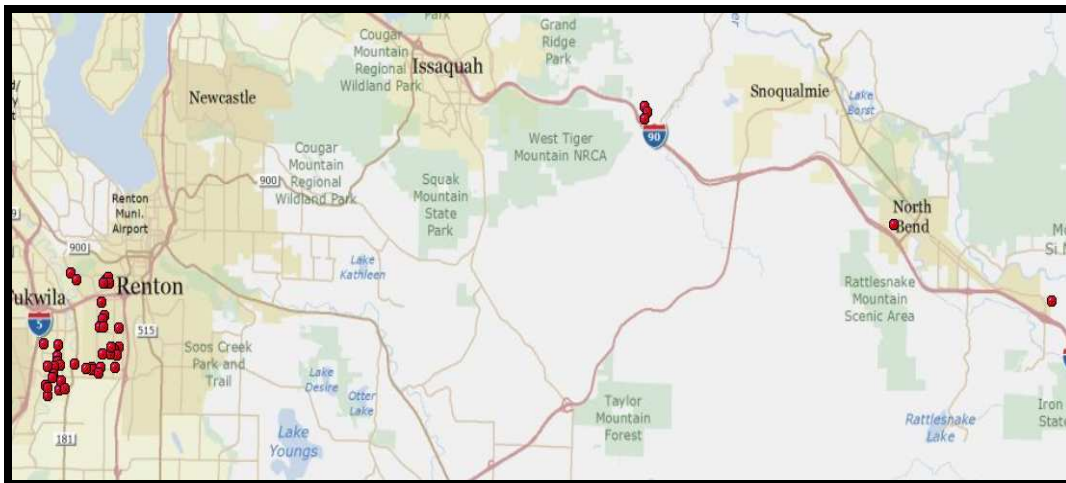 Cougar
Mountain
Regional
Wildland Park
Issaquah
Grand
Ridge
Park
Newcastle
Snoqualmie
Lake
Borst
90
West Tiger
Mountain NRCA
Cougar
Mountain
Regional
Wildland Park
900
Squak
Mountain
State
Park
Renton
Muni.
Airport
North
Bend
900
Lake
Kathleen
Renton
Rattlesnake
Mountain
Scenic Area
5
515
Soos Creek
Park and
Trail
Lake
Desire
Otter
Lake
Taylor
Mountain
Forest
Rattlesnake
Lake
Iron
State
181
Lake
Youngs